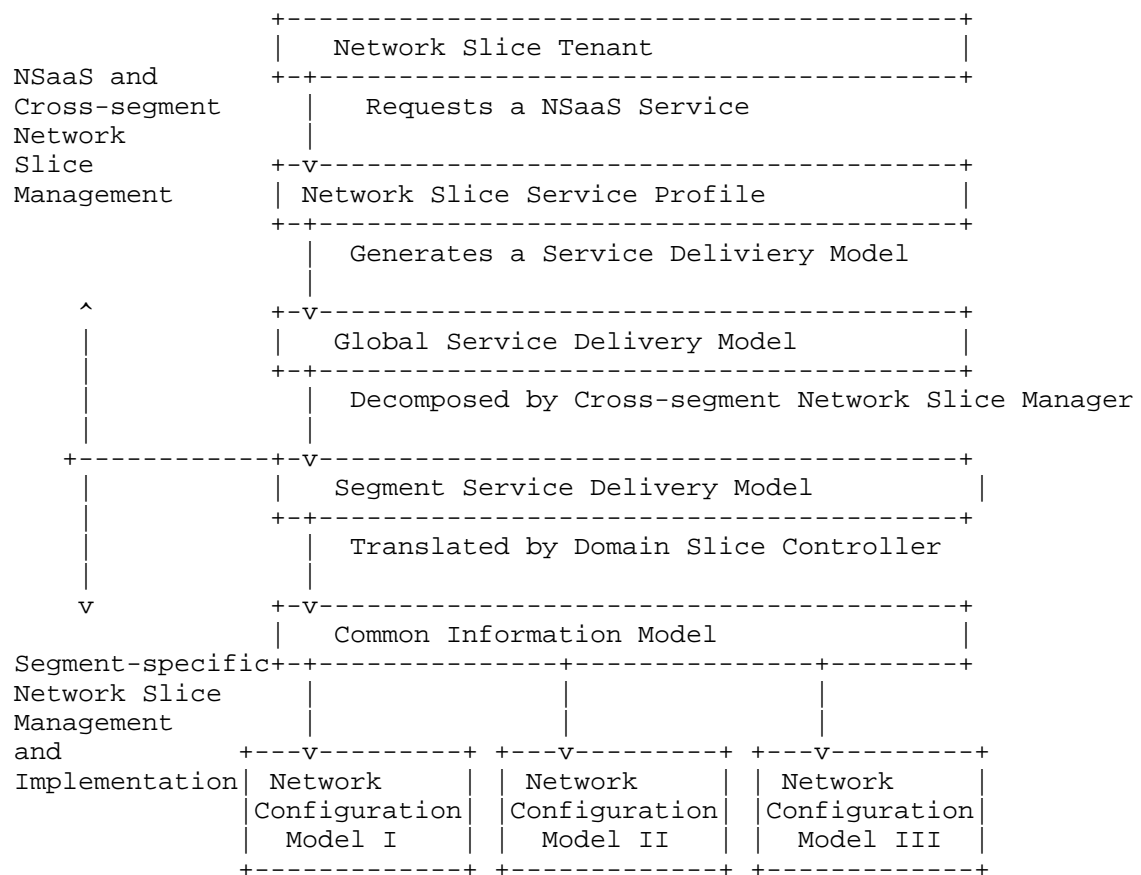 Network Slice Tenant
NSaaS and
Cross-segment Requests a NSaaS Service
Network
Slice
Management Network Slice Service Profile
Generates a Service Deliviery Model
Global Service Delivery Model
Decomposed by Cross-segment Network Slice Manager
Segment Service Delivery Model
Translated by Domain Slice Controller
Common Information Model
Segment-specific
Network Slice
Management
and
Implementation Network Network Network
Configuration Configuration Configuration
Model I Model II Model III